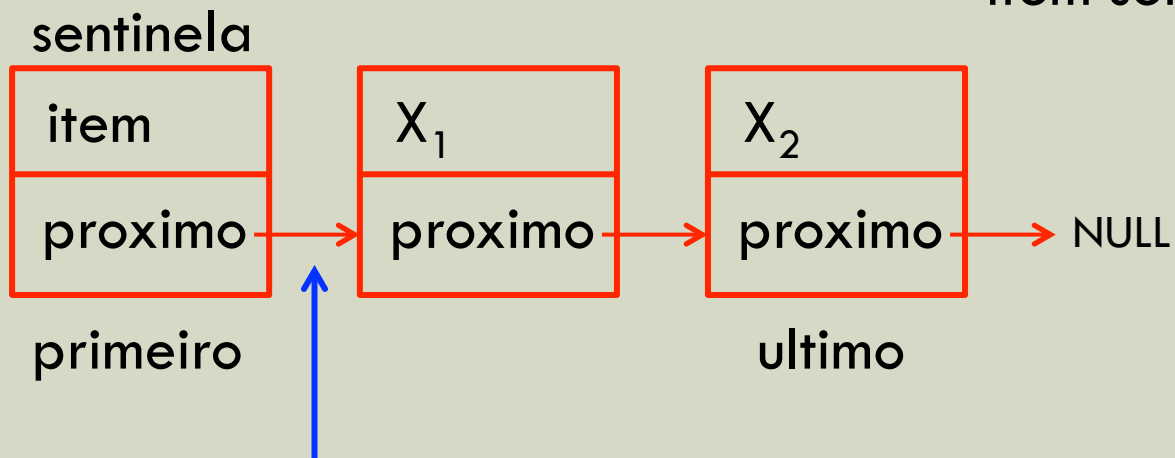 sentinela
item X₁ X₂
proximo proximo proximo NULL
primeiro ultimo